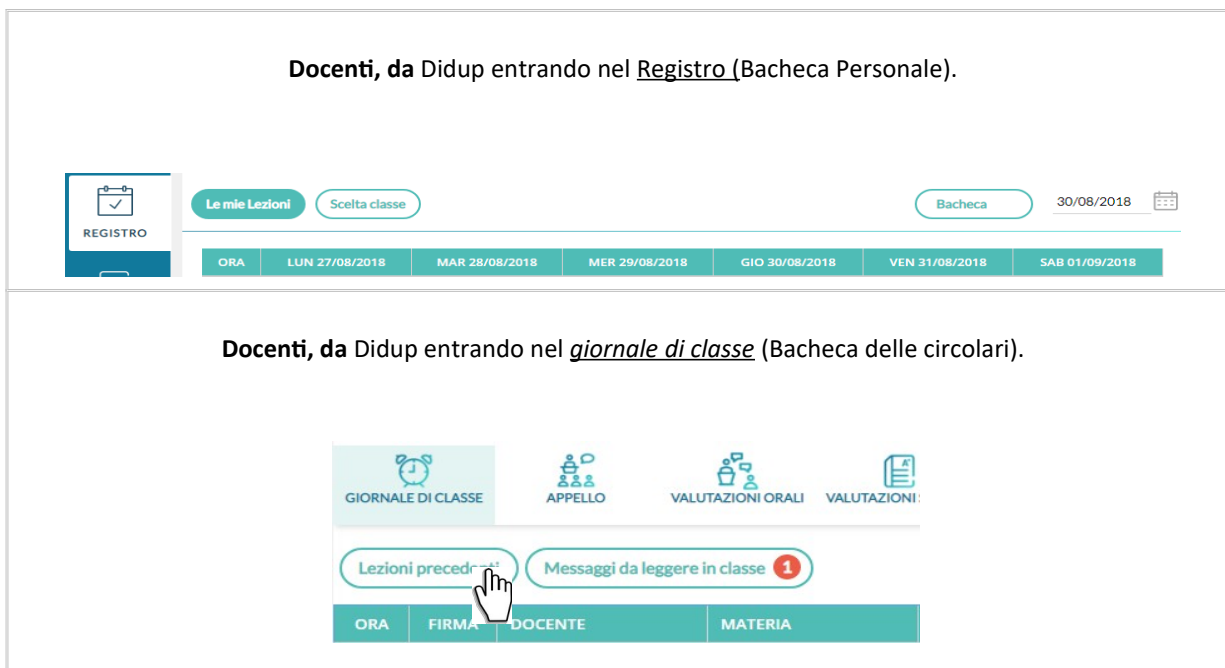 Docenti, da Didup entrando nel Registro (Bacheca Personale).
REGISTRO
Le mie Lezioni Scelta classe Bacheca 30/08/2018
ORA LUN 27/08/2018 MAR 28/08/2018 MER 29/08/2018 GIO 30/08/2018 VEN 31/08/2018 SAB 01/09/2018
Docenti, da Didup entrando nel giornale di classe (Bacheca delle circolari).
GIORNALE DI CLASSE APPELLO VALUTAZIONI ORALI VALUTAZIONI
Lezioni precedenti Messaggi da leggere in classe 1
ORA FIRMA DOCENTE MATERIA